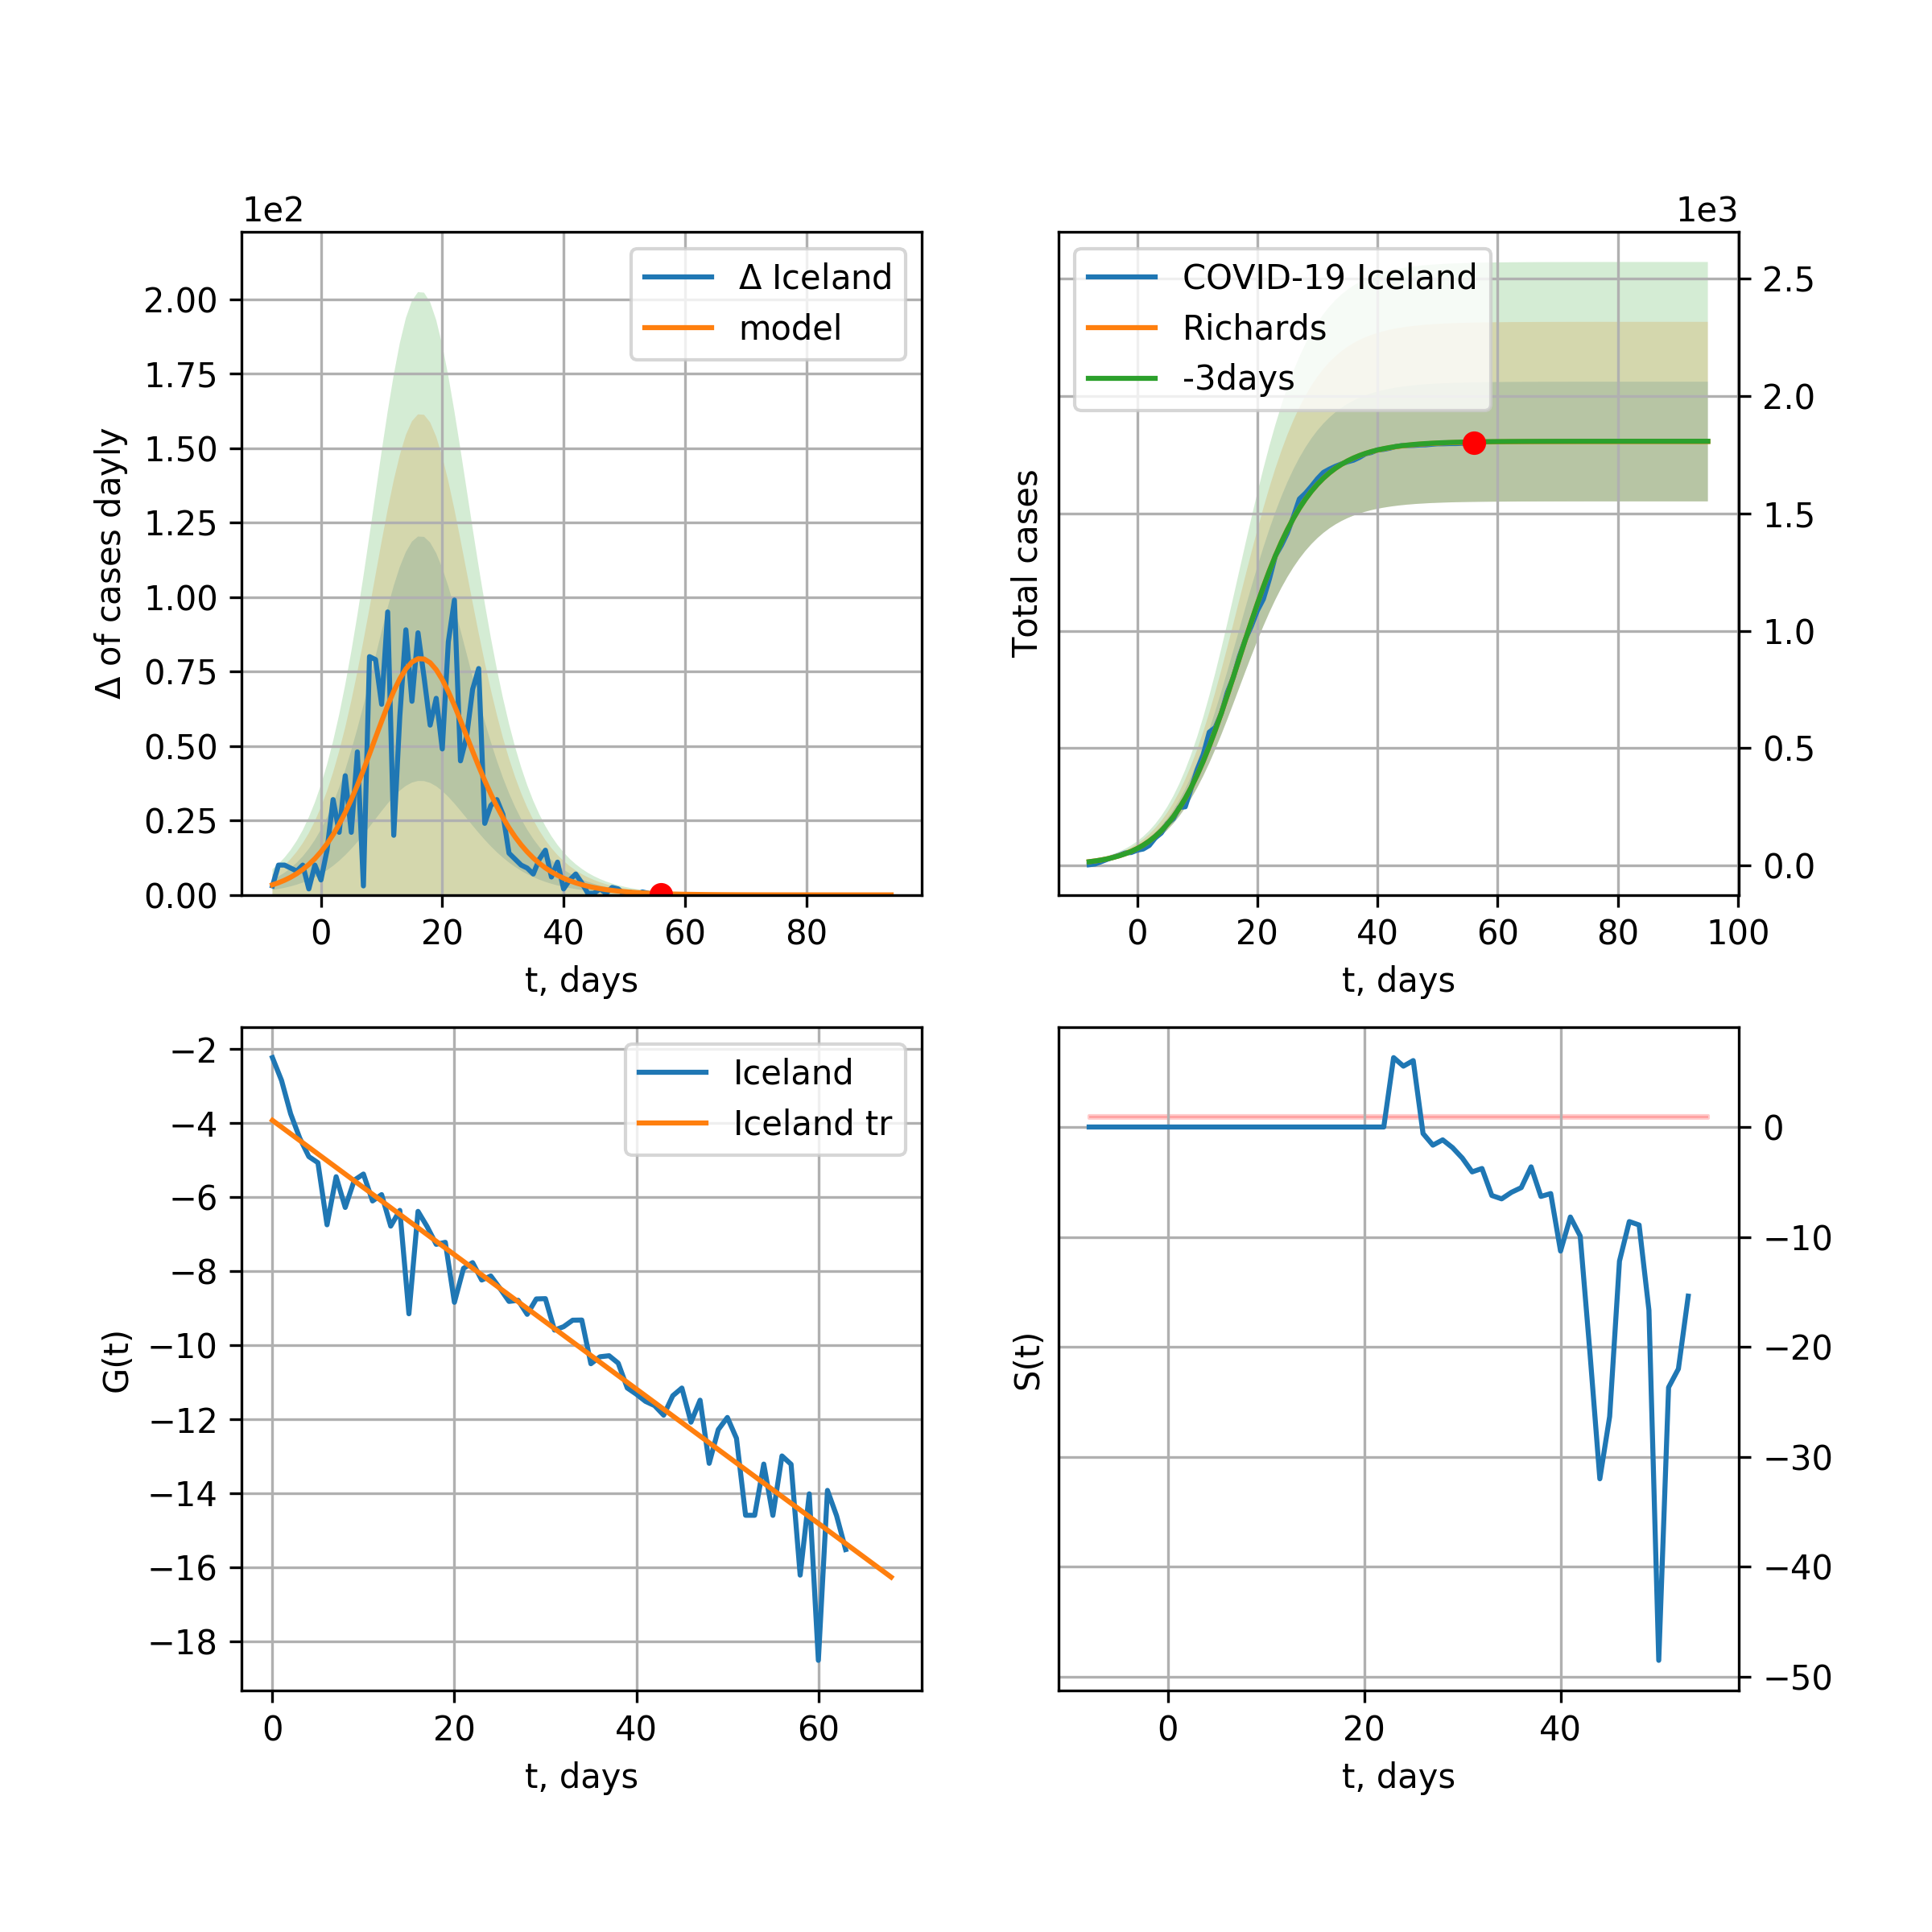 1e2
Δ of cases dayly
2.00
1.75
1.50
1.25
1.00
0.75
0.50
0.25
0.00
Δ Iceland
model
0 20 40 60 80
t, days
1e3
Total cases
COVID-19 Iceland
Richards
-3days
2.5
2.0
1.5
1.0
0.5
0.0
0 20 40 60 80 100
t, days
G(t)
−2
−4
−6
−8
−10
−12
−14
−16
−18
Iceland
Iceland tr
0 20 40 60
t, days
S(t)
0
−10
−20
−30
−40
−50
0 20 40
t, days